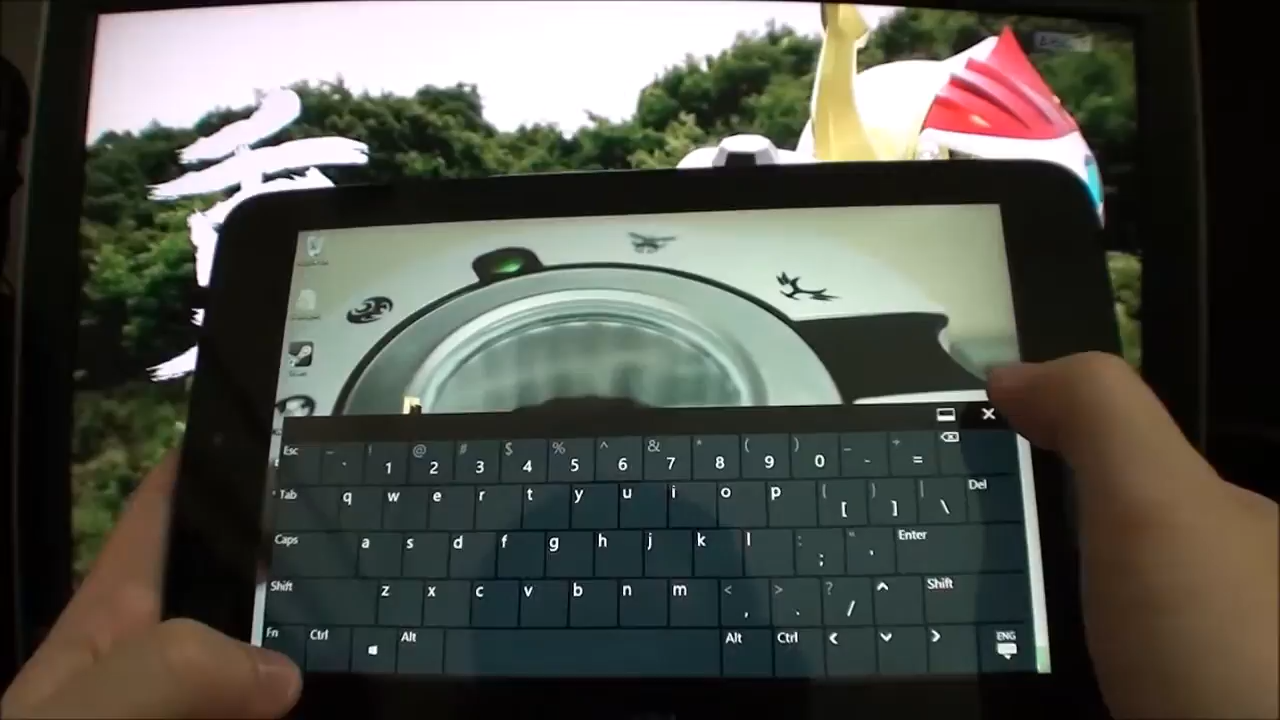 Esc ~ ` ! 1 @ 2 # 3 $ 4 % 5 ^ 6 & 7 * 8 ( 9 ) 0 _ - + =
Tab q w e r t y u i o p { [ } ] | \ Del
Caps a s d f g h j k l : ; " ' Enter
Shift z x c v b n m < , > . ? / Shift
Fn Ctrl Alt Alt Ctrl ENG